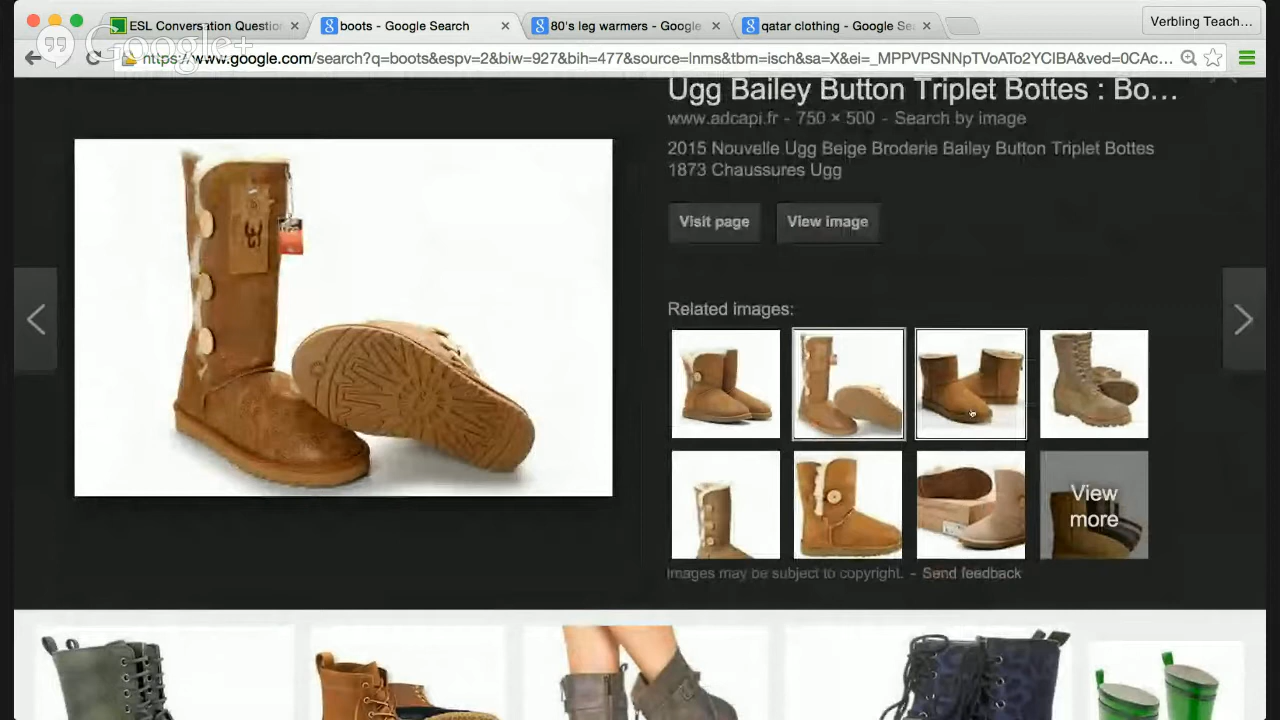 ESL Conversation Question
boots - Google Search
80's leg warmers - Google
qatar clothing - Google Sea
Verbling Teach...
Google+
https://www.google.com/search?q=boots&espv=2&biw=927&bih=477&source=lnms&tbm=isch&sa=X&ei=_MPPVPSNNpTVoATo2YCIBA&ved=0CAc...
Ugg Bailey Button Triplet Bottes : Bo...
www.adcapi.fr - 750 × 500 - Search by image
2015 Nouvelle Ugg Beige Broderie Bailey Button Triplet Bottes
1873 Chaussures Ugg
Visit page
View image
Related images:
View
more
Images may be subject to copyright. - Send feedback